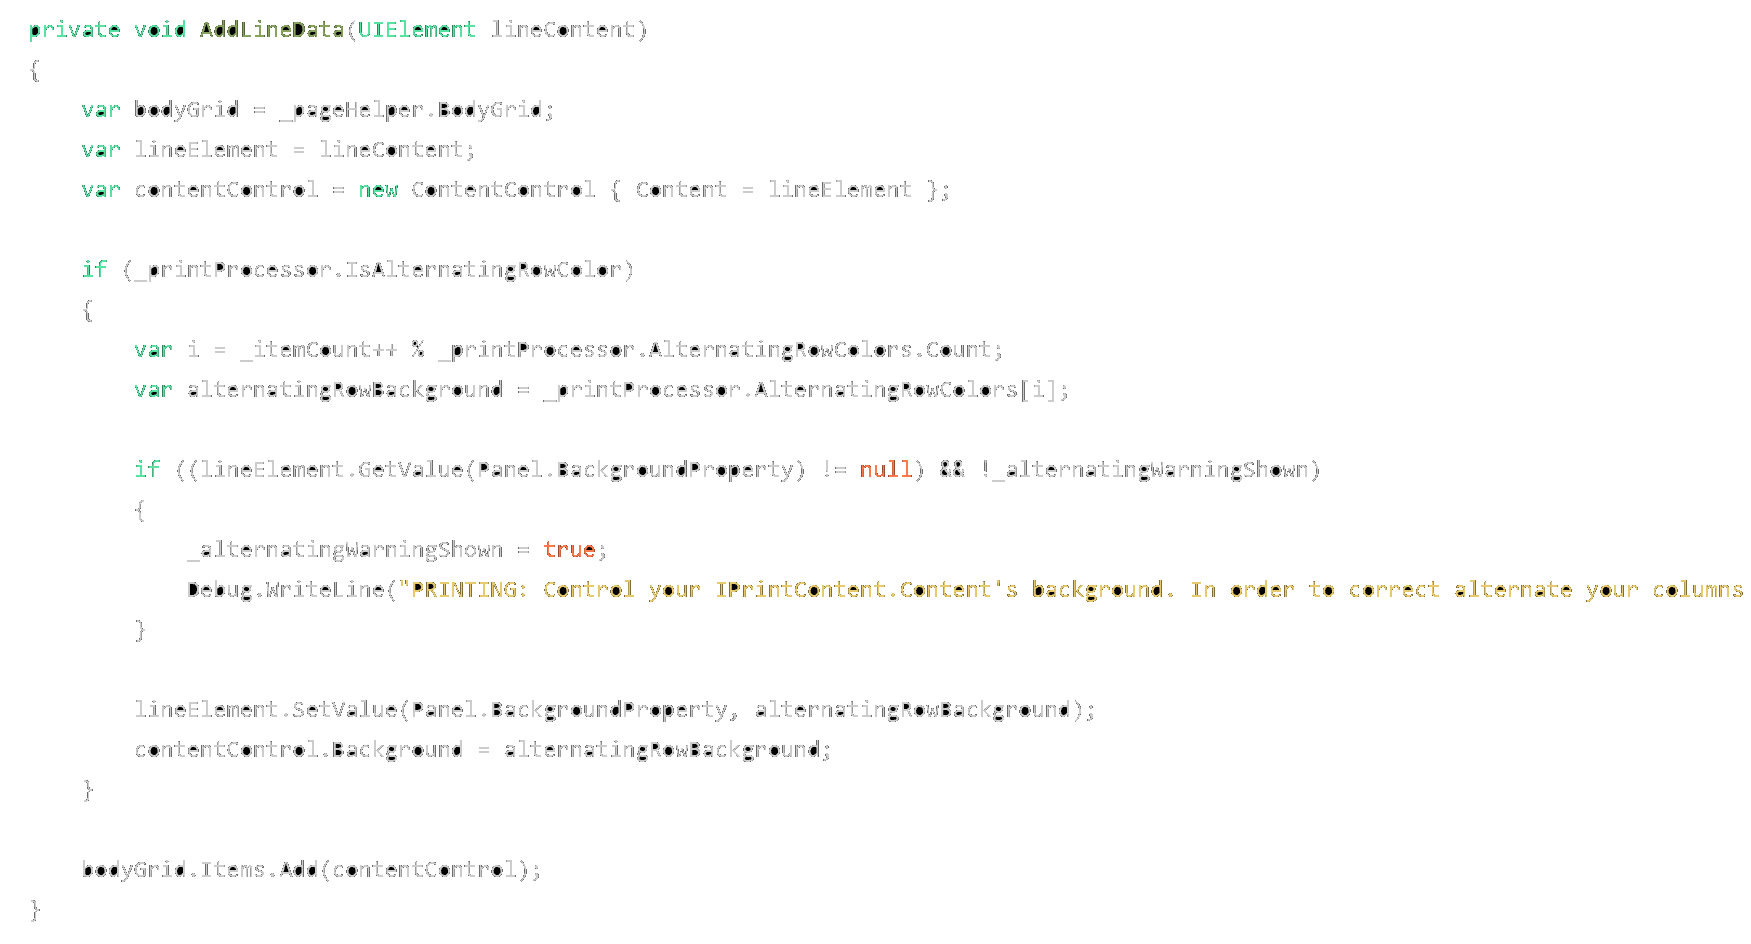 private void AddLineData(UIElement lineContent)
{
    var bodyGrid = _pageHelper.BodyGrid;
    var lineElement = lineContent;
    var contentControl = new ContentControl { Content = lineElement };

    if (_printProcessor.IsAlternatingRowColor)
    {
        var i = _itemCount++ % _printProcessor.AlternatingRowColors.Count;
        var alternatingRowBackground = _printProcessor.AlternatingRowColors[i];

        if ((lineElement.GetValue(Panel.BackgroundProperty) != null) && !_alternatingWarningShown)
        {
            _alternatingWarningShown = true;
            Debug.WriteLine("PRINTING: Control your IPrintContent.Content's background. In order to correct alternate your columns
        }

        lineElement.SetValue(Panel.BackgroundProperty, alternatingRowBackground);
        contentControl.Background = alternatingRowBackground;
    }

    bodyGrid.Items.Add(contentControl);
}